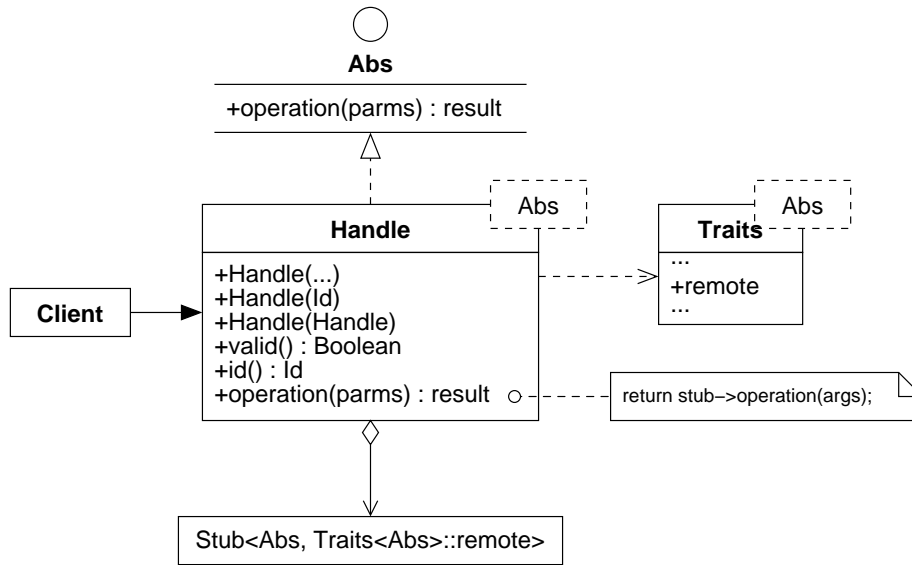 Abs
+operation(parms) : result
Abs
Handle
+Handle(...)
+Handle(Id)
+Handle(Handle)
+valid() : Boolean
+id() : Id
+operation(parms) : result
Abs
Traits
...
+remote
...
Client
return stub−>operation(args);
Stub<Abs, Traits<Abs>::remote>